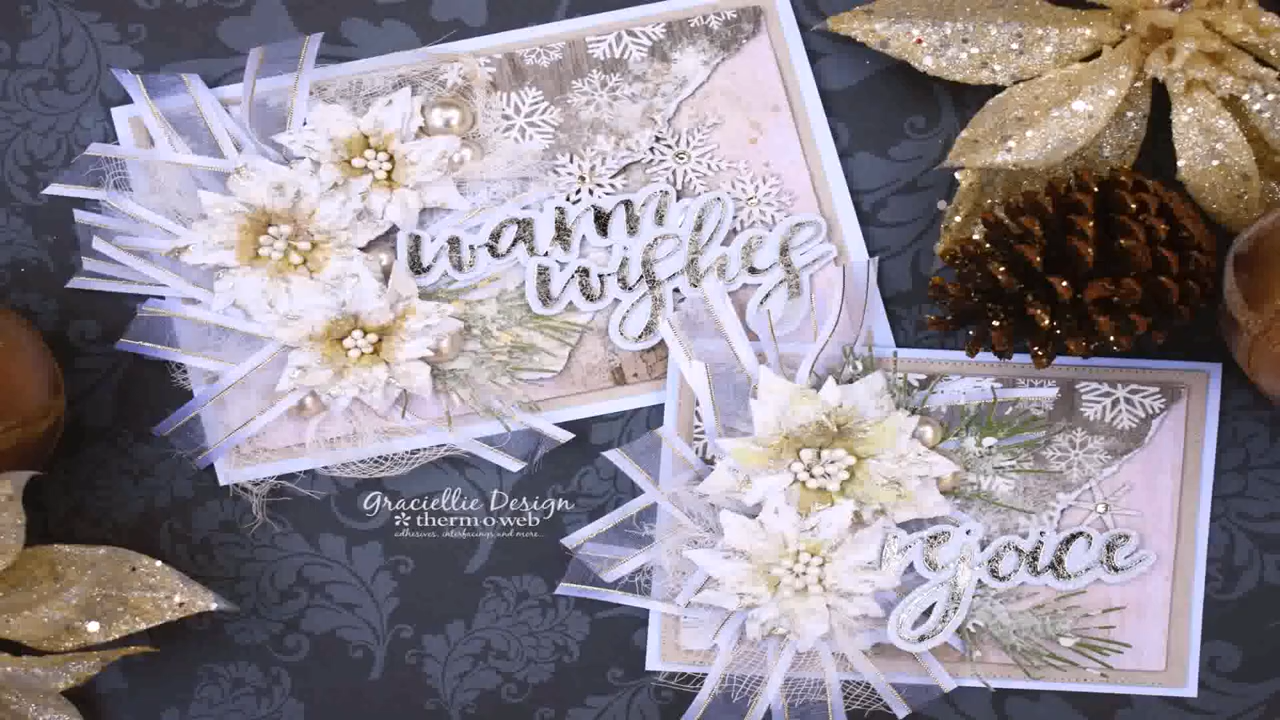 warm
wishes
rejoice
Graciellie Design
therm o web
adhesives, interfacings and more...